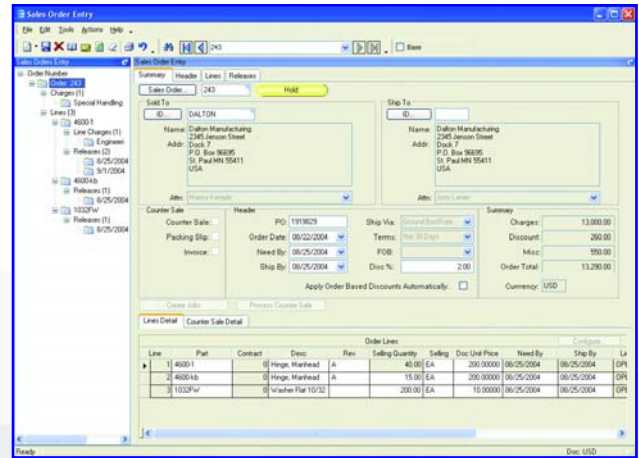 Sales Order Entry
File Edit Tools Actions Help
243 Base
Sales Orders Entry
Order Number
Order: 243
Charges (1)
Special Handling
Lines (3)
4600-1
Line Charges (1)
Engineeri
Releases (2)
8/25/2004
9/1/2004
4600-kb
Releases (1)
8/25/2004
1032FW
Releases (1)
8/25/2004
Sales Order Entry
Summary Header Lines Releases
Sales Order... 243 Hold
Sold To
ID... DALTON
Name: Dalton Manufacturing
Addr: 2345 Jenson Street
Dock 7
P.O. Box 96695
St. Paul MN 55411
USA
Attn:
Ship To
ID...
Name: Dalton Manufacturing
Addr: 2345 Jenson Street
Dock 7
P.O. Box 96695
St. Paul MN 55411
USA
Attn:
Counter Sale
Counter Sale:
Packing Slip:
Invoice:
Header
PO: 1919829
Order Date: 08/22/2004
Need By: 08/25/2004
Ship By: 08/25/2004
Ship Via:
Terms: Net 30 Days
FOB:
Disc %: 2.00
Apply Order Based Discounts Automatically:
Summary
Charges: 13,000.00
Discount: 260.00
Misc: 550.00
Order Total: 13,290.00
Currency: USD
Create Jobs Process Counter Sale
Lines Detail Counter Sale Detail
Order Lines Configure...
Line Part Contract Desc Rev Selling Quantity Selling Doc Unit Price Need By Ship By
1 4600-1 0 Hinge, Manhead A 40.00 EA 200.00000 08/25/2004 08/25/2004 OPE
2 4600-kb 0 Hinge, Manhead A 15.00 EA 200.00000 08/25/2004 08/25/2004 OPE
3 1032FW 0 Washer Flat 10/32 200.00 EA 10.00000 08/25/2004 08/25/2004 OPE
Ready Doc: USD